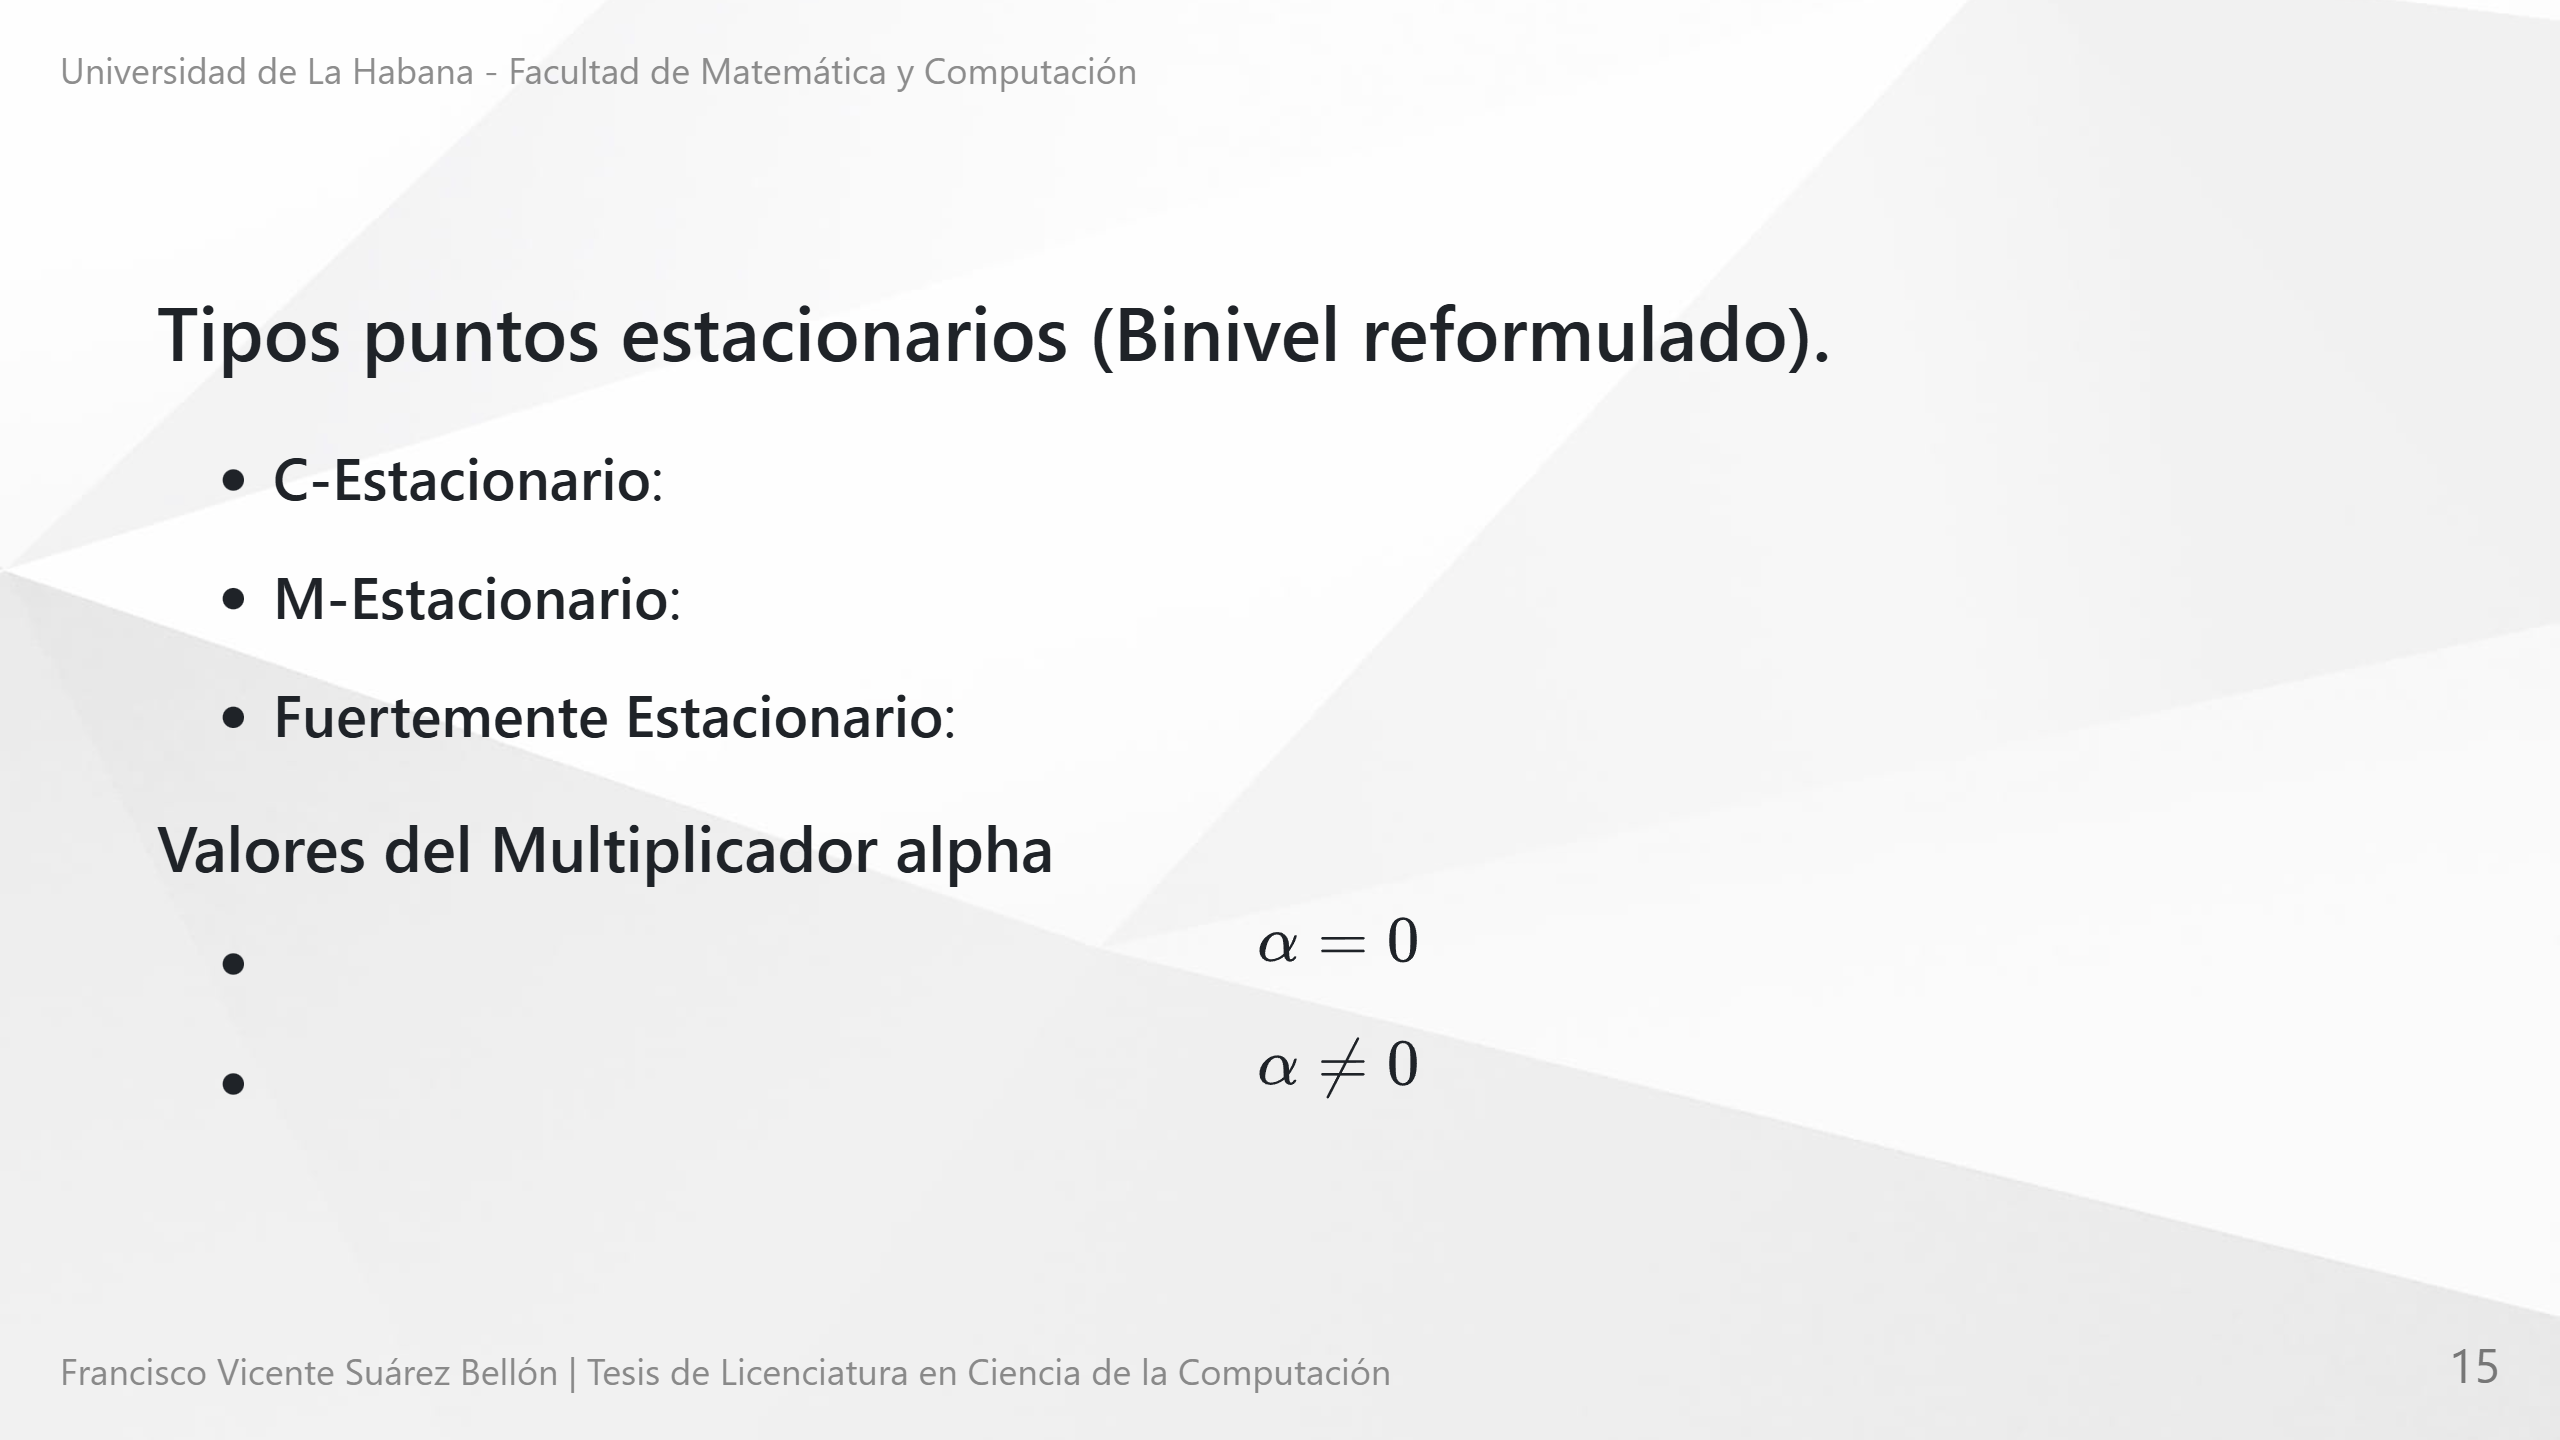 Universidad de La Habana - Facultad de Matemática y Computación
Tipos puntos estacionarios (Binivel reformulado).
• C-Estacionario:
• M-Estacionario:
• Fuertemente Estacionario:
Valores del Multiplicador alpha
• α = 0
• α ≠ 0
Francisco Vicente Suárez Bellón | Tesis de Licenciatura en Ciencia de la Computación
15